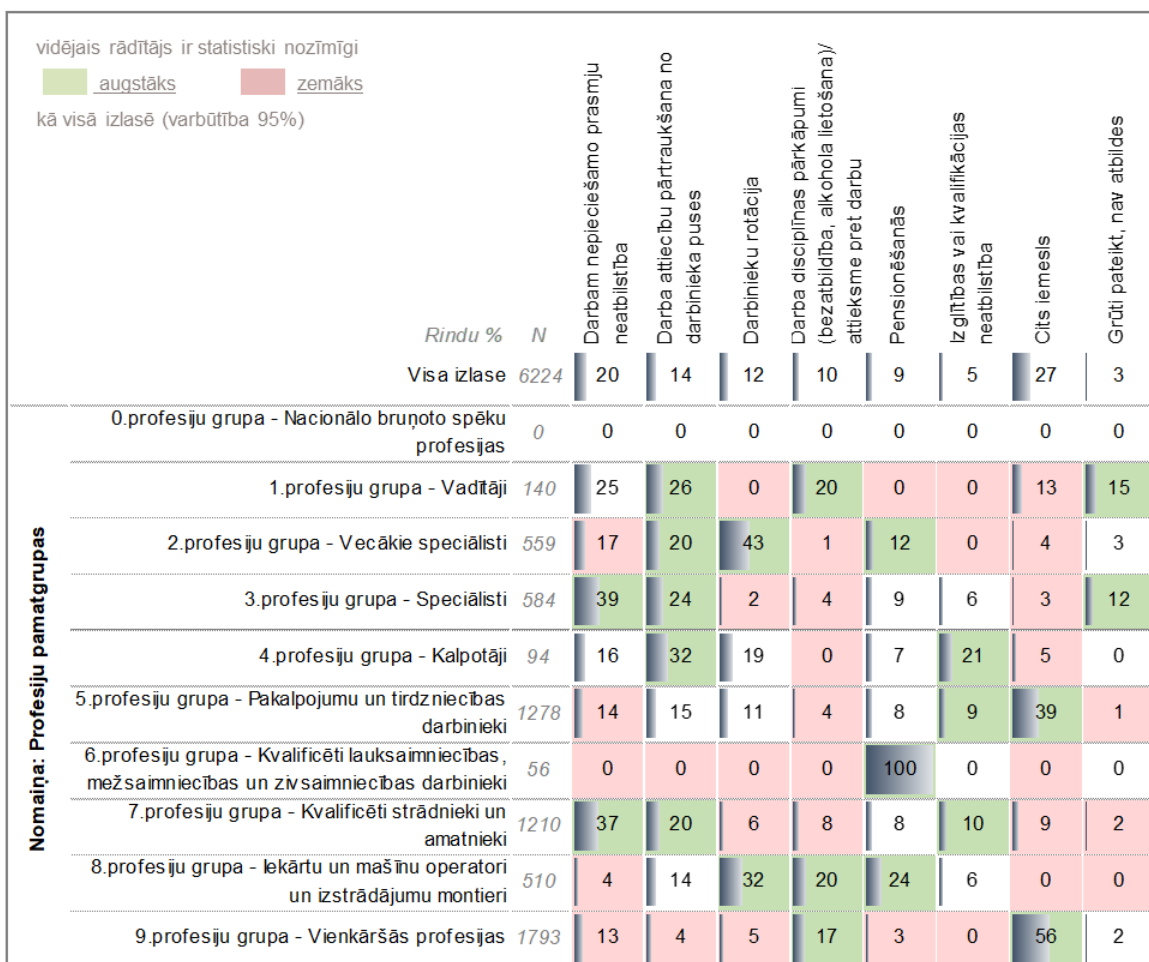 vidējais rādītājs ir statistiski nozīmīgi
augstāks zemāks
kā visā izlasē (varbūtība 95%)
Darbam nepieciešamo prasmju
neatbilstība
Darba attiecību pārtraukšana no
darbinieka puses
Darbinieku rotācija
Darba disciplīnas pārkāpumi
(bezatbildība, alkohola lietošana)/
attieksme pret darbu
Pensionēšanās
Izglītības vai kvalifikācijas
neatbilstība
Cits iemesls
Grūti pateikt, nav atbildes
Rindu % N
Visa izlase 6224 20 14 12 10 9 5 27 3
Nomaiņa: Profesiju pamatgrupas
0.profesiju grupa - Nacionālo bruņoto spēku
profesijas 0 0 0 0 0 0 0 0 0
1.profesiju grupa - Vadītāji 140 25 26 0 20 0 0 13 15
2.profesiju grupa - Vecākie speciālisti 559 17 20 43 1 12 0 4 3
3.profesiju grupa - Speciālisti 584 39 24 2 4 9 6 3 12
4.profesiju grupa - Kalpotāji 94 16 32 19 0 7 21 5 0
5.profesiju grupa - Pakalpojumu un tirdzniecības
darbinieki 1278 14 15 11 4 8 9 39 1
6.profesiju grupa - Kvalificēti lauksaimniecības,
mežsaimniecības un zivsaimniecības darbinieki 56 0 0 0 0 100 0 0 0
7.profesiju grupa - Kvalificēti strādnieki un
amatnieki 1210 37 20 6 8 8 10 9 2
8.profesiju grupa - Iekārtu un mašīnu operatori
un izstrādājumu montieri 510 4 14 32 20 24 6 0 0
9.profesiju grupa - Vienkāršās profesijas 1793 13 4 5 17 3 0 56 2